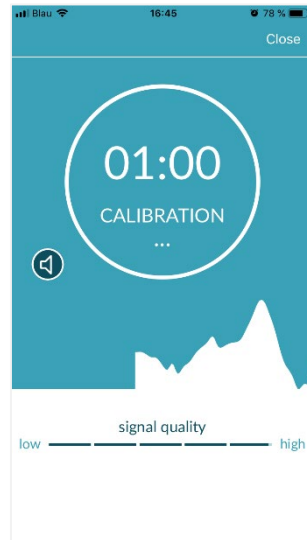 Blau 16:45 78 %
Close
01:00
CALIBRATION
...
signal quality
low high